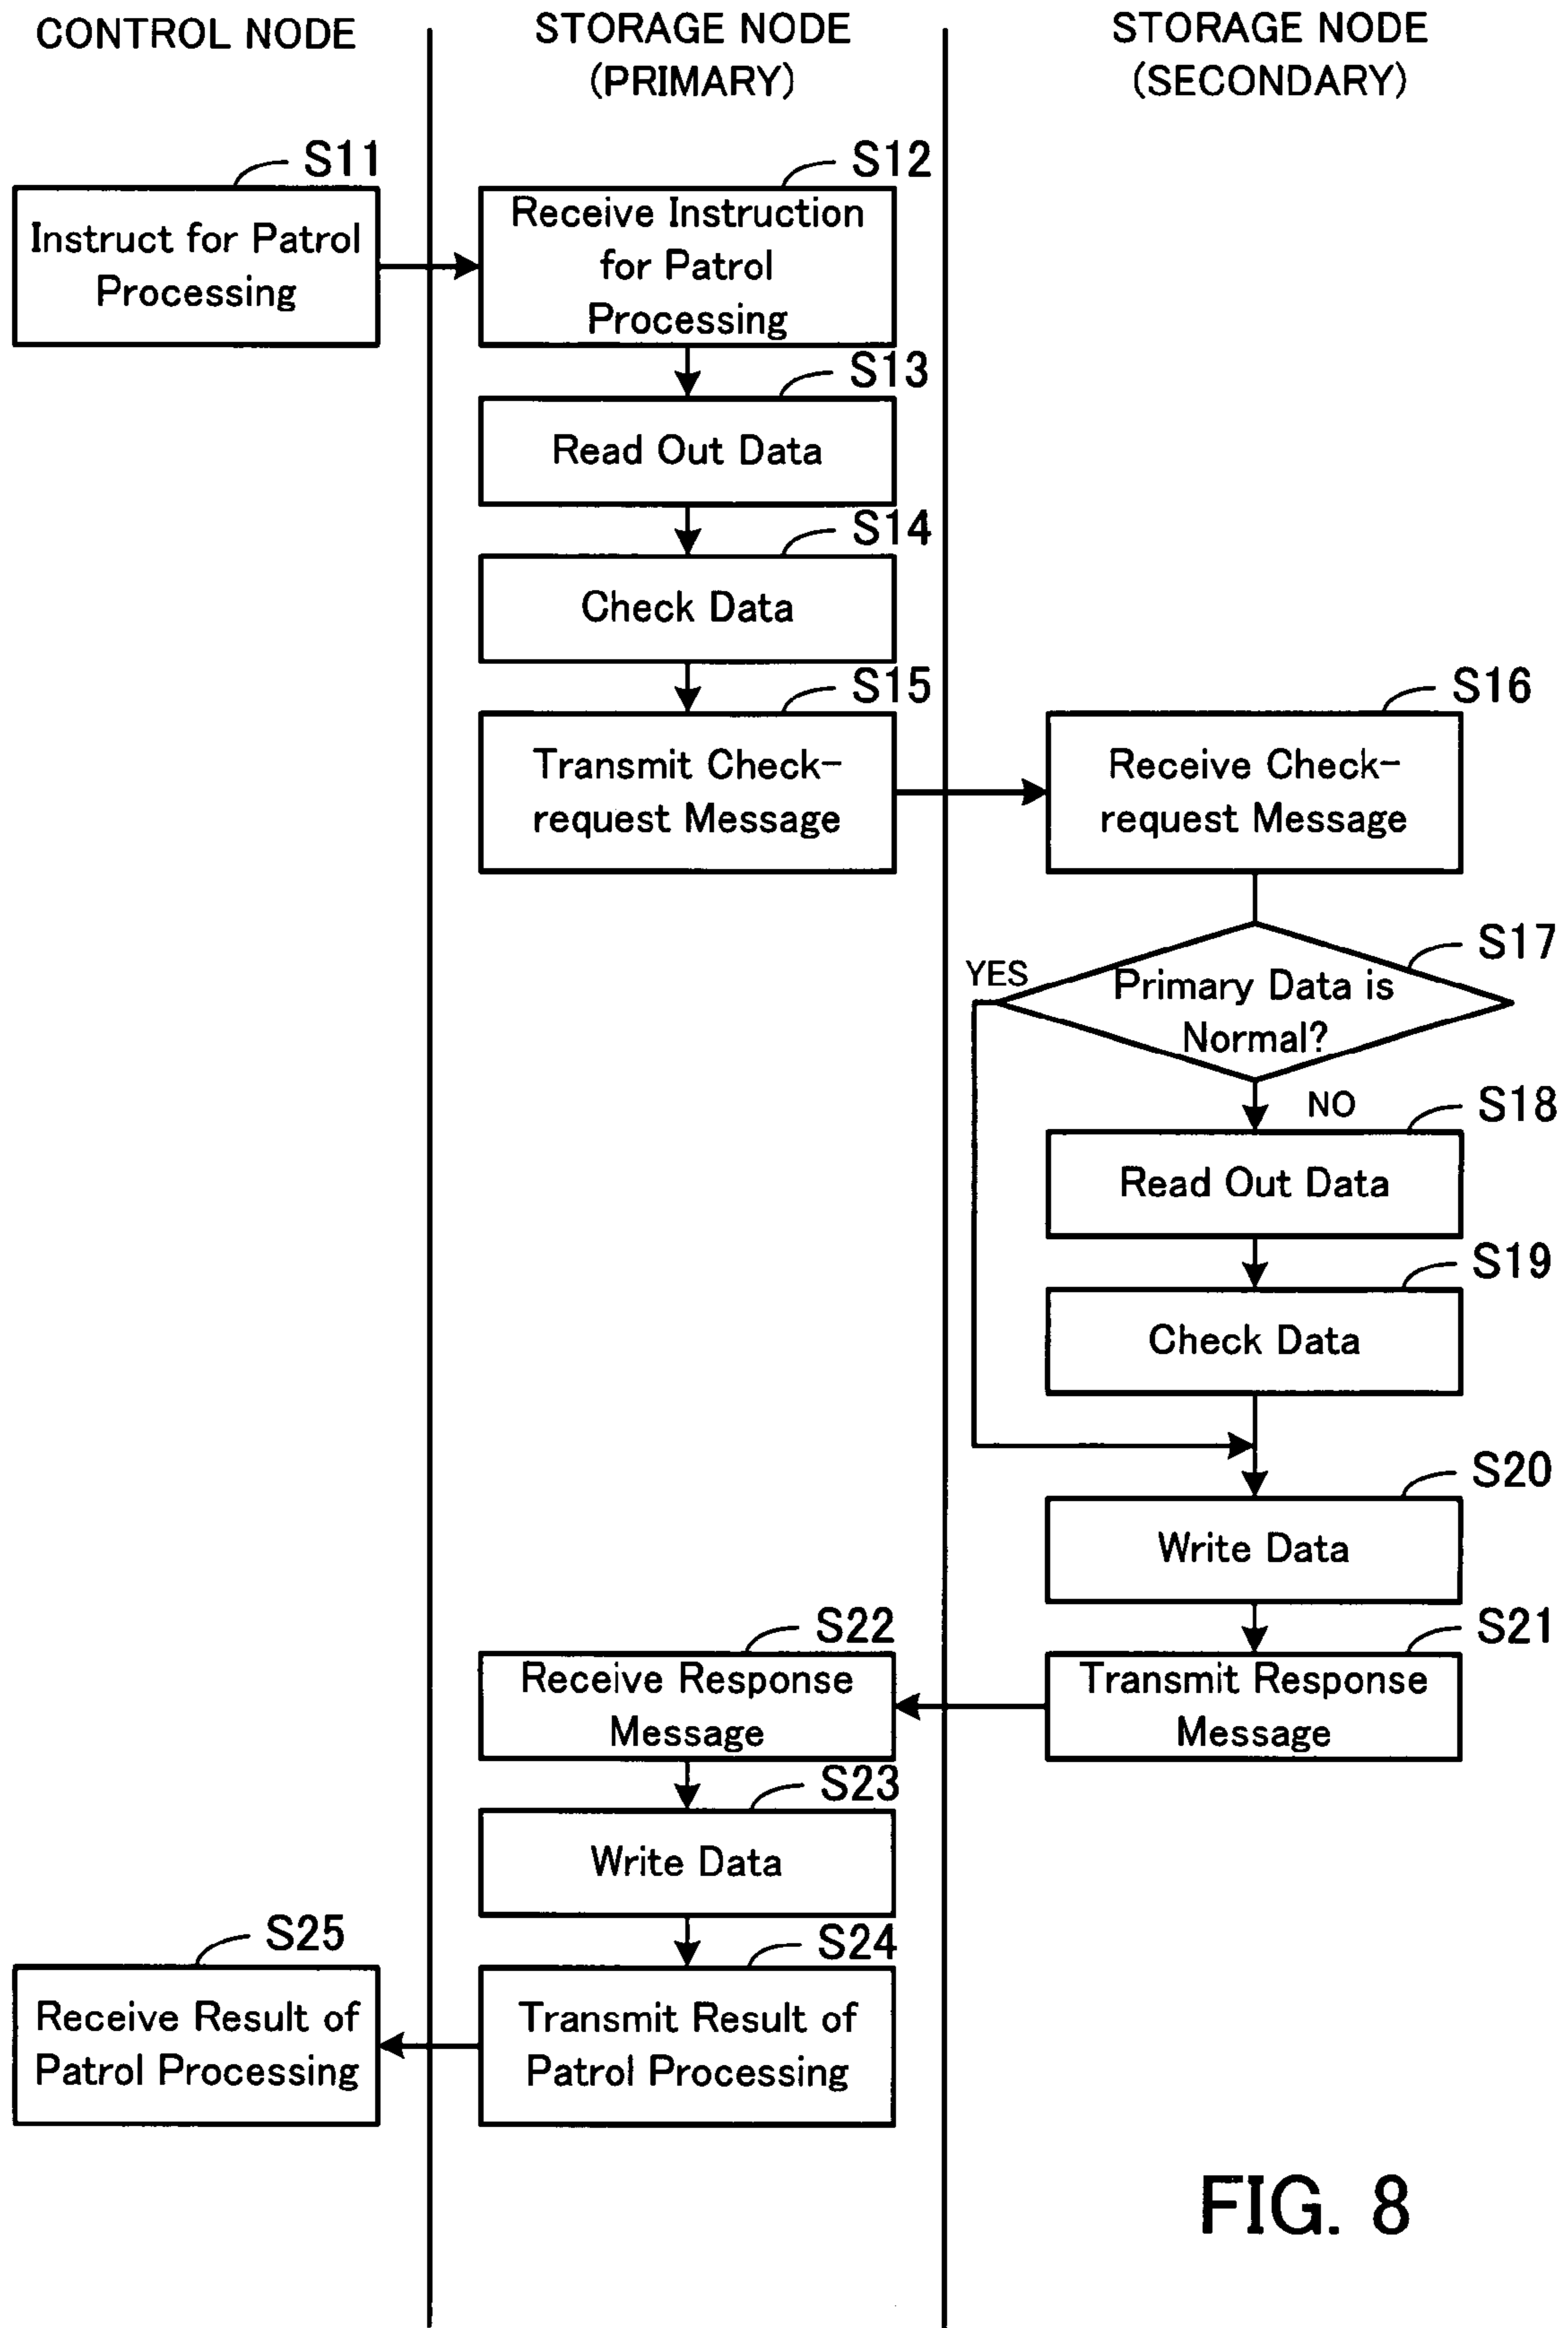 CONTROL NODE
STORAGE NODE
(PRIMARY)
STORAGE NODE
(SECONDARY)
S11
Instruct for Patrol
Processing
S12
Receive Instruction
for Patrol
Processing
S13
Read Out Data
S14
Check Data
S15
Transmit Check-
request Message
S16
Receive Check-
request Message
S17
YES
Primary Data is
Normal?
NO
S18
Read Out Data
S19
Check Data
S20
Write Data
S21
Transmit Response
Message
S22
Receive Response
Message
S23
Write Data
S24
Transmit Result of
Patrol Processing
S25
Receive Result of
Patrol Processing
FIG. 8